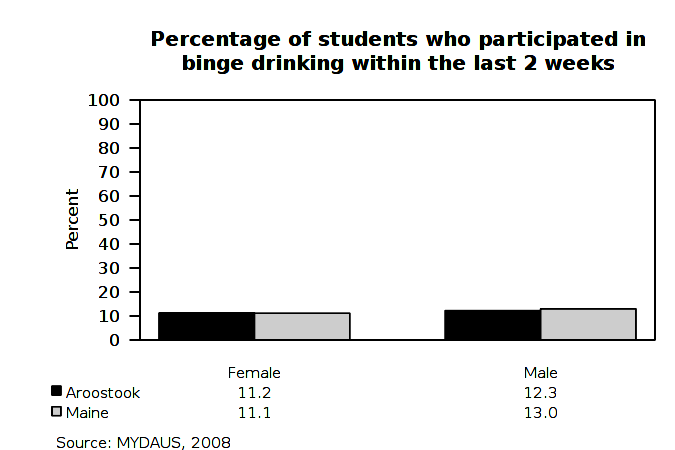 Percentage of students who participated in
binge drinking within the last 2 weeks
100
90
80
70
60
50
40
30
20
10
0
Percent
Female Male
Aroostook 11.2 12.3
Maine 11.1 13.0
Source: MYDAUS, 2008